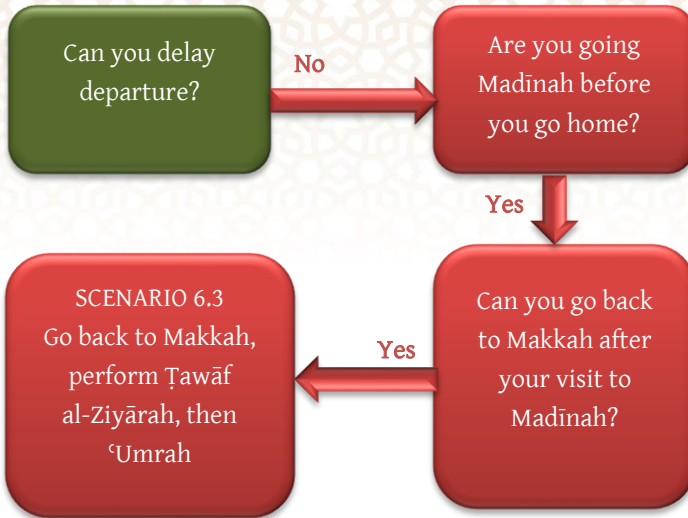 Can you delay
departure?
No
Are you going
Madīnah before
you go home?
Yes
Can you go back
to Makkah after
your visit to
Madīnah?
Yes
SCENARIO 6.3
Go back to Makkah,
perform Ṭawāf
al-Ziyārah, then
ʿUmrah